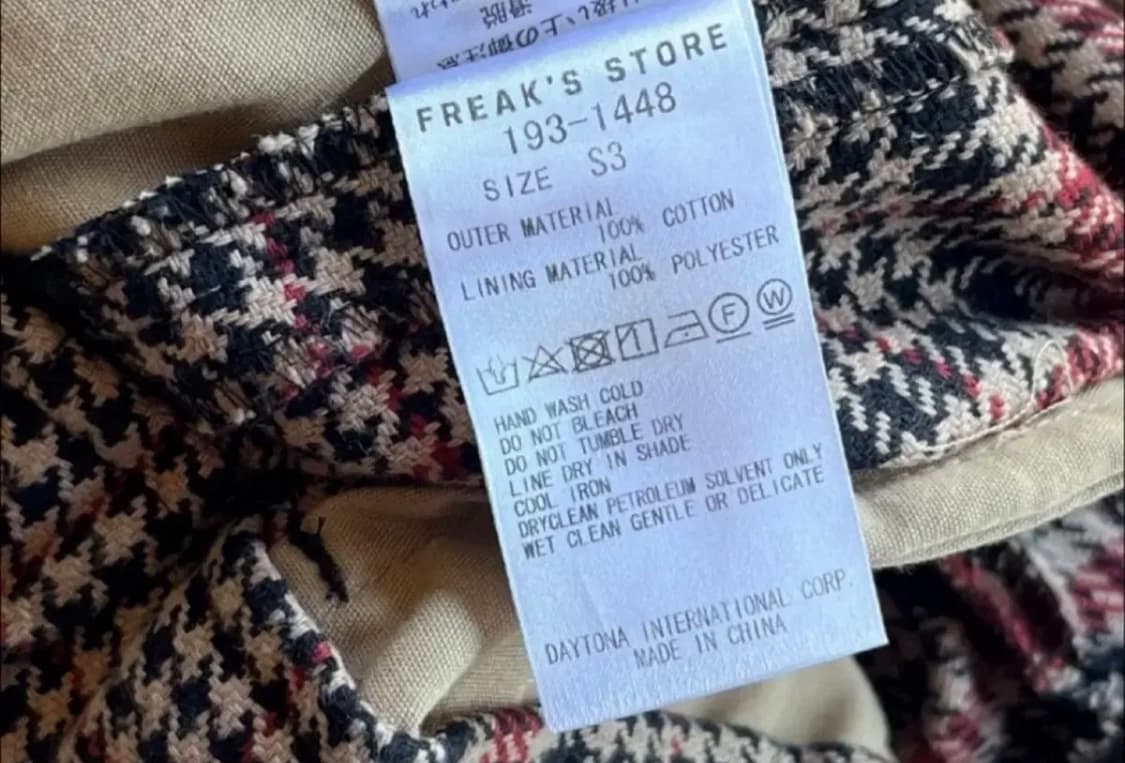 FREAK'S STORE
193-1448
SIZE S3
OUTER MATERIAL
100% COTTON
LINING MATERIAL
100% POLYESTER
F W
HAND WASH COLD
DO NOT BLEACH
DO NOT TUMBLE DRY
LINE DRY IN SHADE
COOL IRON
DRYCLEAN PETROLEUM SOLVENT ONLY
WET CLEAN GENTLE OR DELICATE
DAYTONA INTERNATIONAL CORP.
MADE IN CHINA